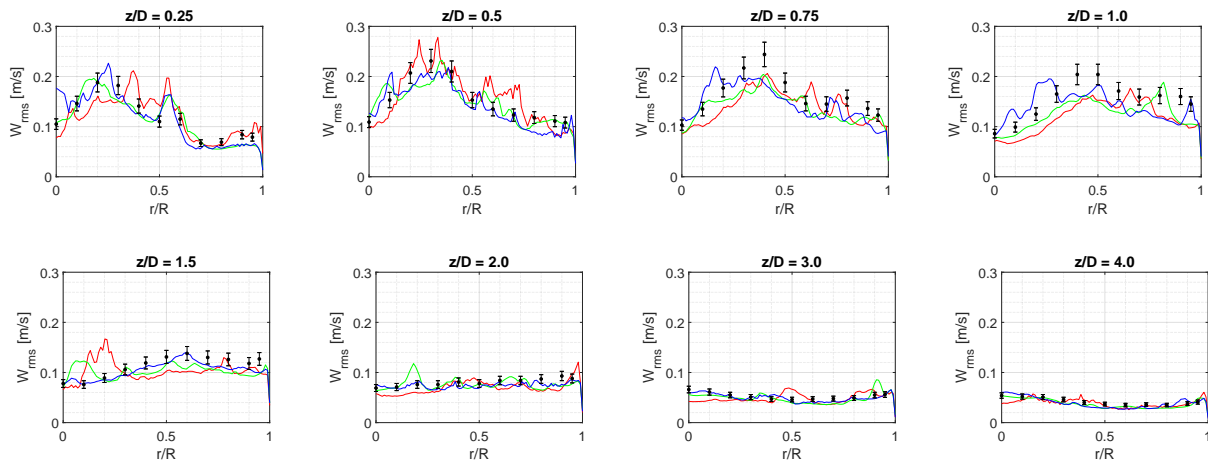 z/D = 0.25
z/D = 0.5
z/D = 0.75
z/D = 1.0
0.3
0.2
0.1
0
0
0.5
1
W_rms [m/s]
r/R
0.3
0.2
0.1
0
0
0.5
1
W_rms [m/s]
r/R
0.3
0.2
0.1
0
0
0.5
1
W_rms [m/s]
r/R
0.3
0.2
0.1
0
0
0.5
1
W_rms [m/s]
r/R
z/D = 1.5
z/D = 2.0
z/D = 3.0
z/D = 4.0
0.3
0.2
0.1
0
0
0.5
1
W_rms [m/s]
r/R
0.3
0.2
0.1
0
0
0.5
1
W_rms [m/s]
r/R
0.3
0.2
0.1
0
0
0.5
1
W_rms [m/s]
r/R
0.3
0.2
0.1
0
0
0.5
1
W_rms [m/s]
r/R